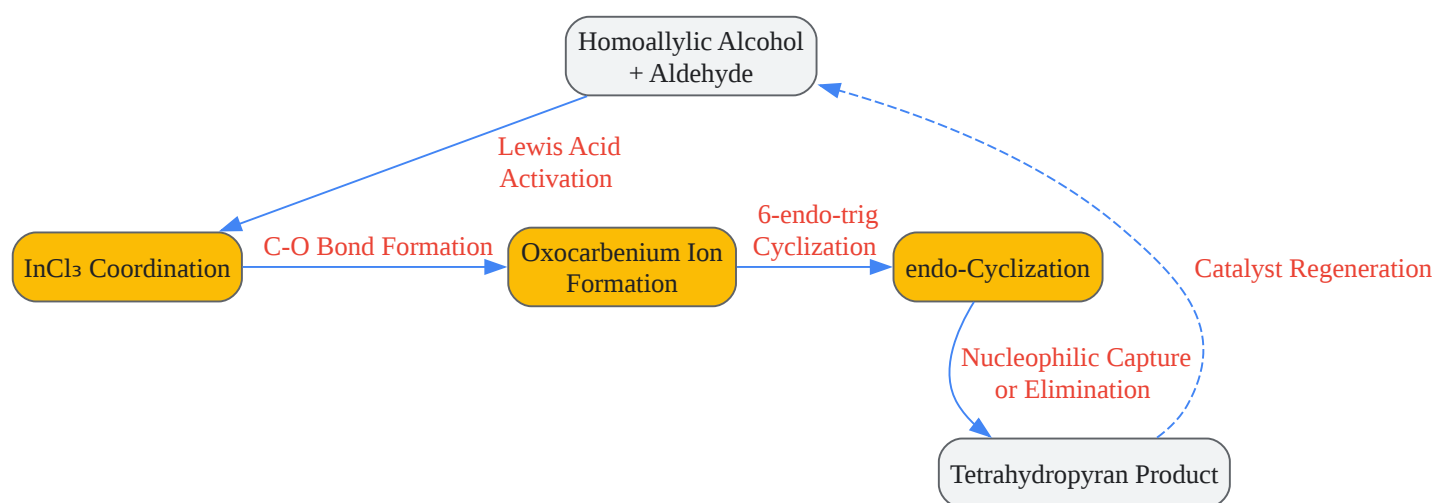 Homoallylic Alcohol
+ Aldehyde
Lewis Acid
Activation
InCl₃ Coordination
C-O Bond Formation
Oxocarbenium Ion
Formation
6-endo-trig
Cyclization
endo-Cyclization
Catalyst Regeneration
Nucleophilic Capture
or Elimination
Tetrahydropyran Product